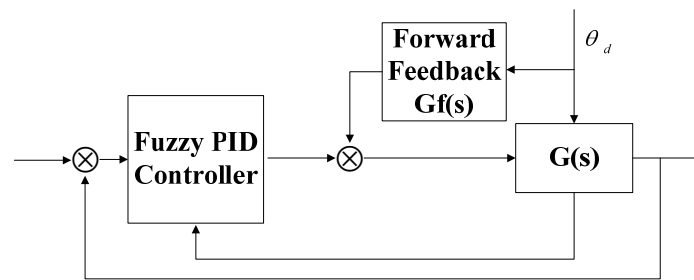 Forward
Feedback
Gf(s)
θ d
Fuzzy PID
Controller
G(s)